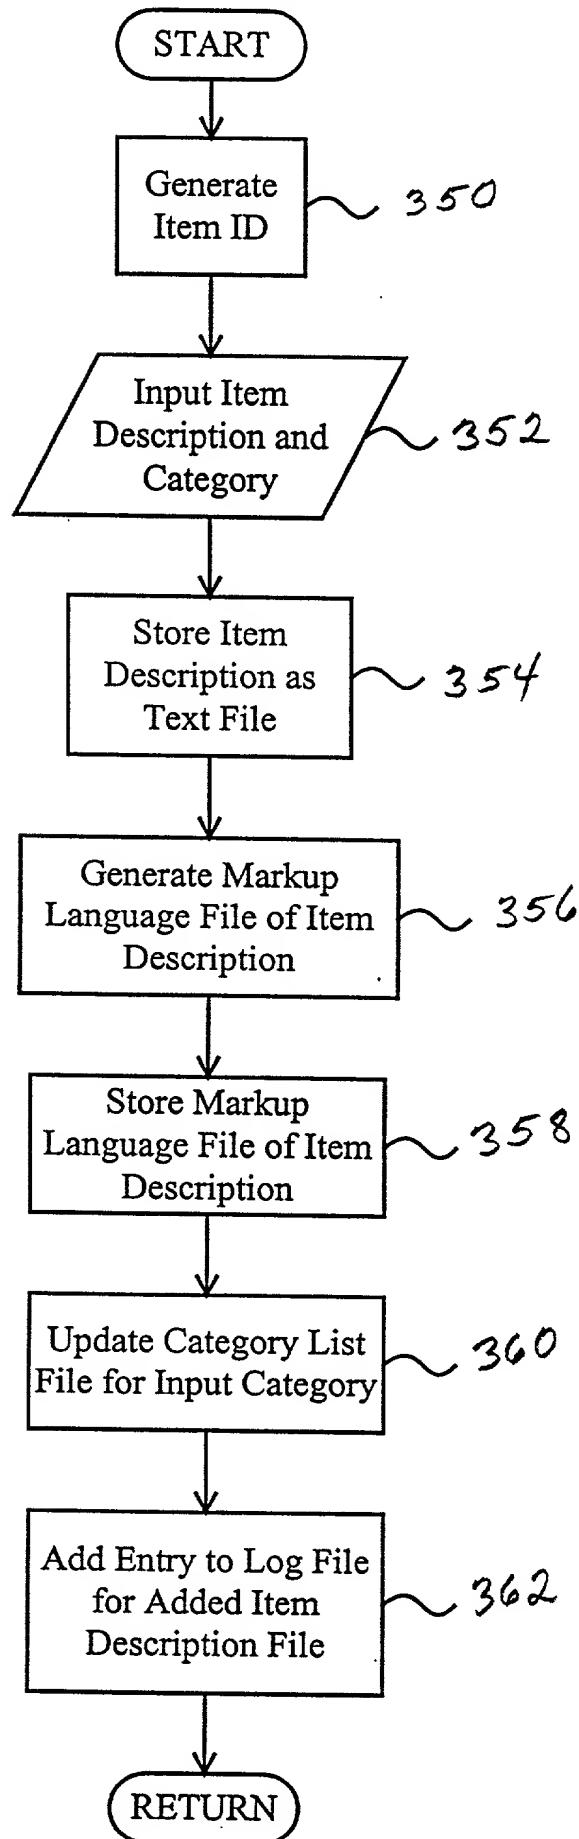 START
Generate
Item ID
350
Input Item
Description and
Category
352
Store Item
Description as
Text File
354
Generate Markup
Language File of Item
Description
356
Store Markup
Language File of Item
Description
358
Update Category List
File for Input Category
360
Add Entry to Log File
for Added Item
Description File
362
RETURN